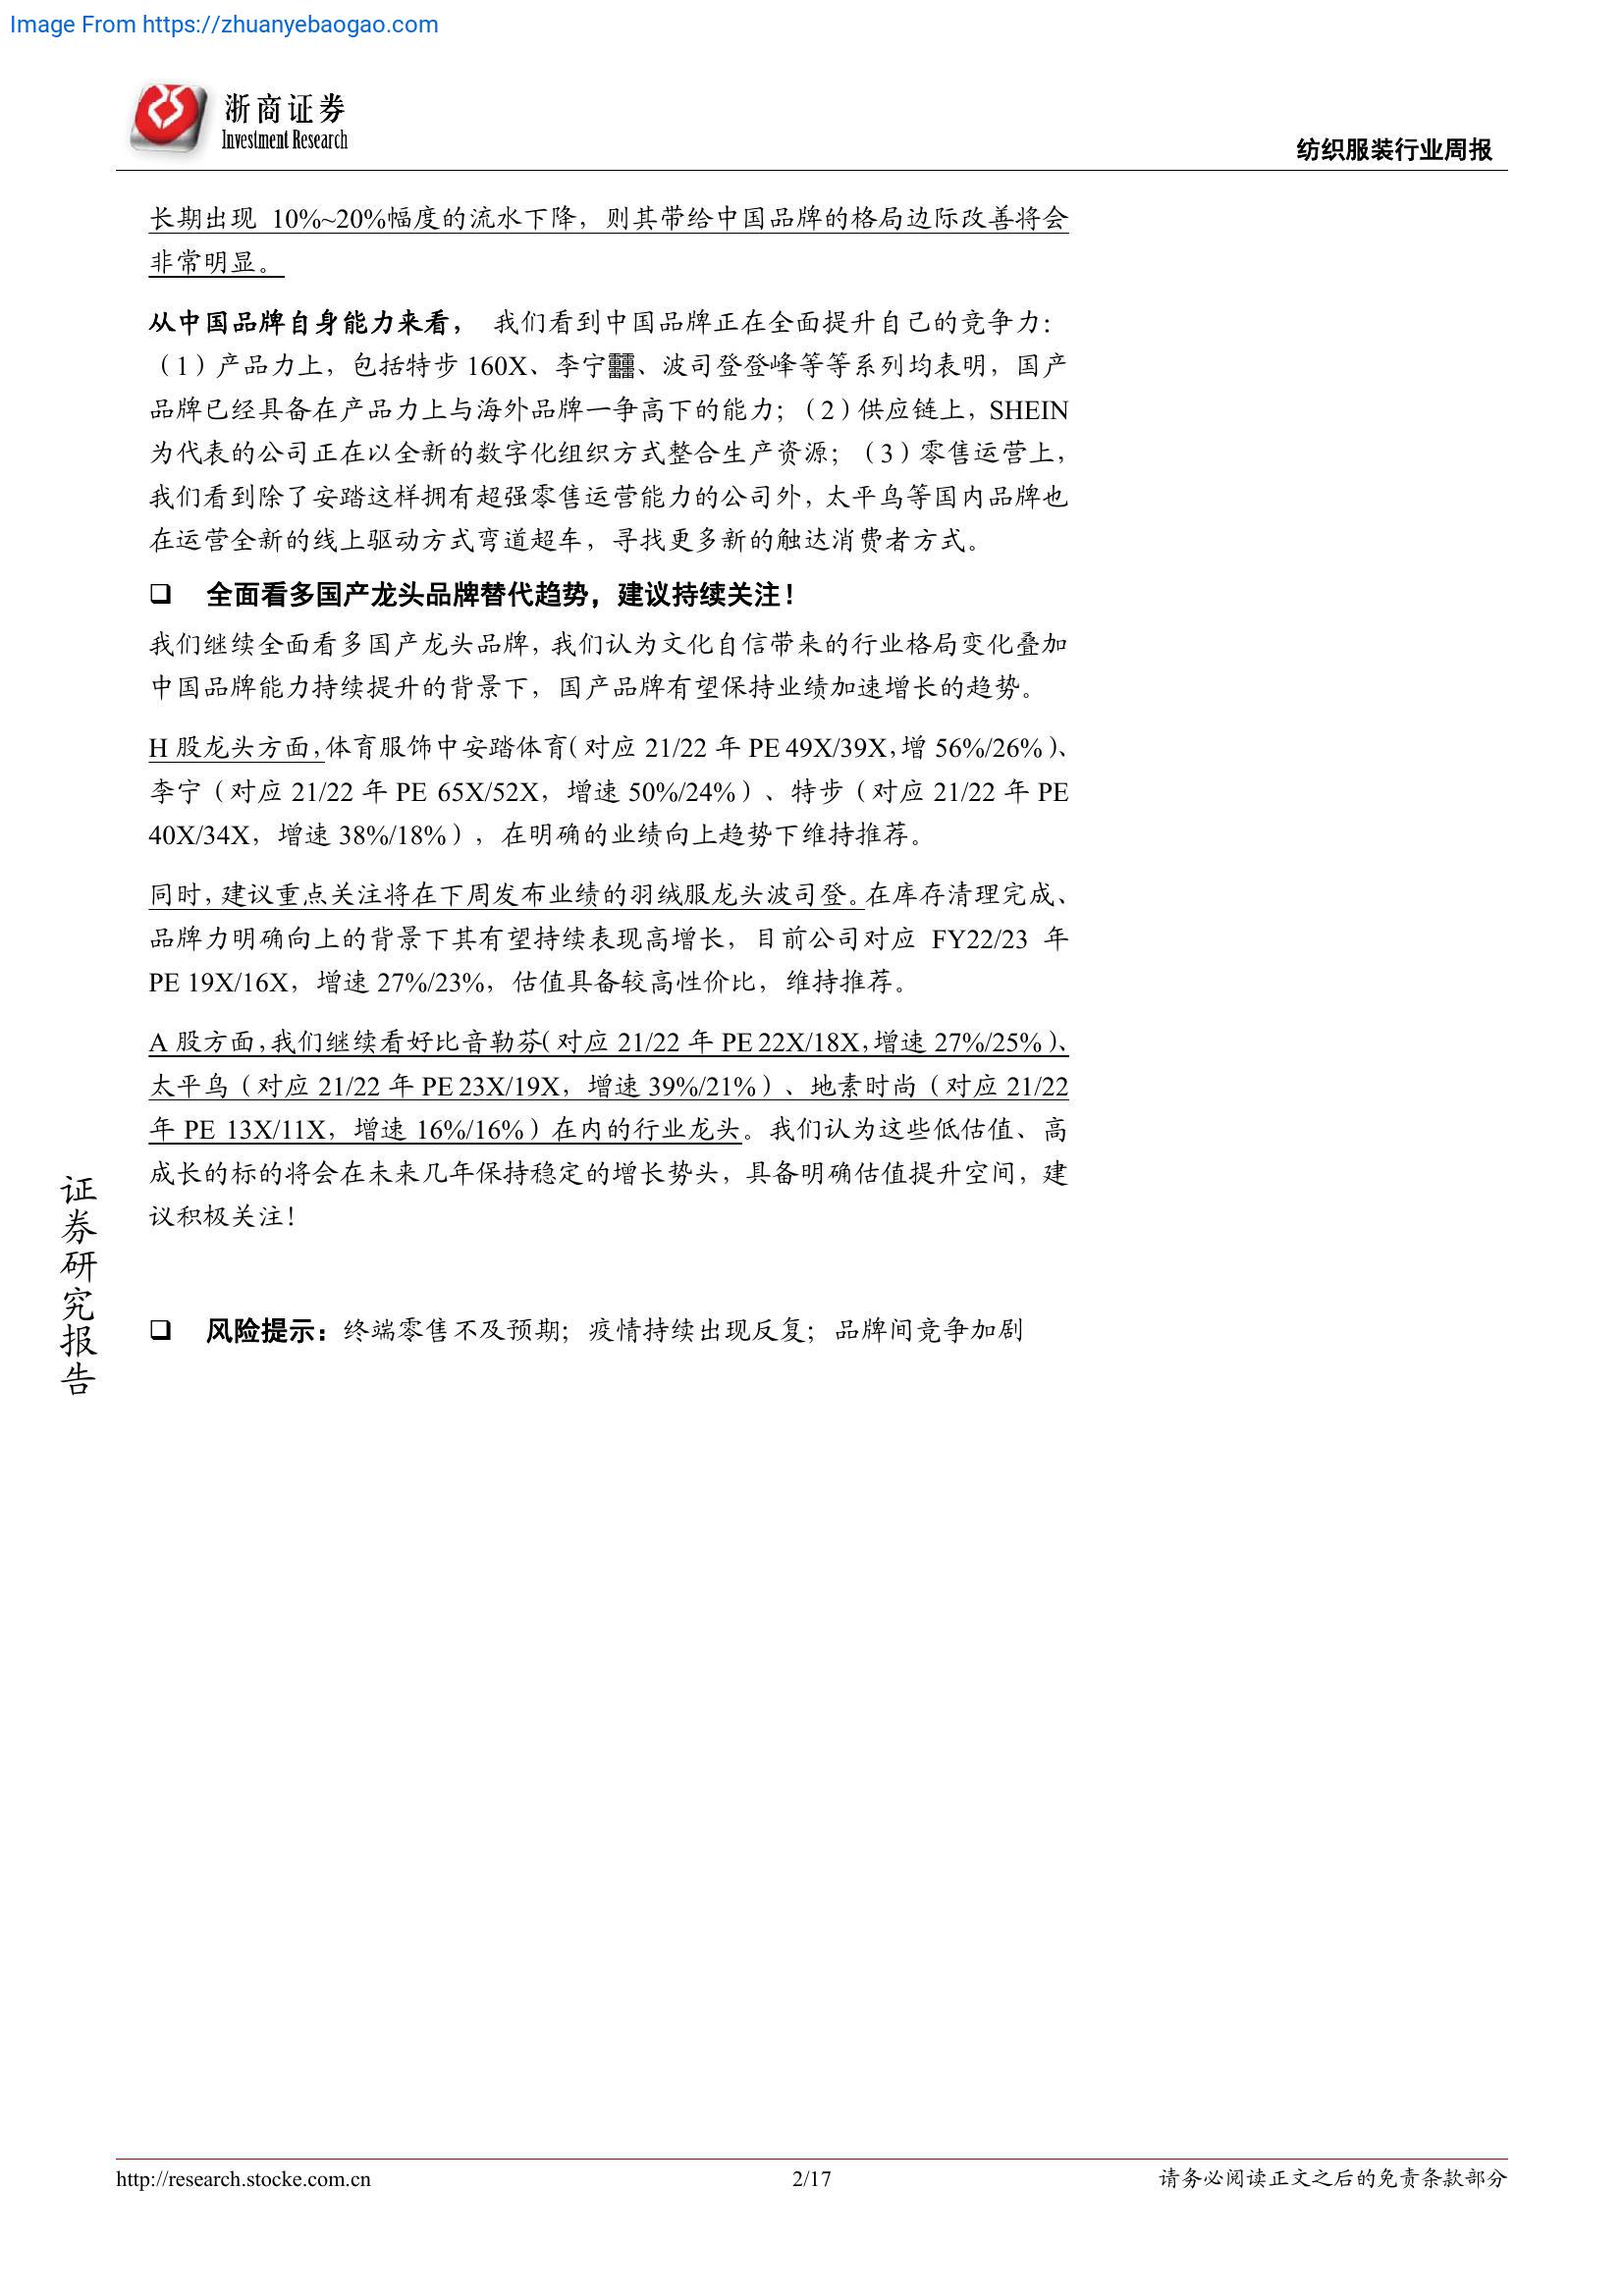 Image From https://zhuanyebaogao.com
浙商证券
Investment Research
纺织服装行业周报
长期出现 10%~20%幅度的流水下降，则其带给中国品牌的格局边际改善将会
非常明显。
从中国品牌自身能力来看， 我们看到中国品牌正在全面提升自己的竞争力：
（1）产品力上，包括特步 160X、李宁䨻、波司登登峰等等系列均表明，国产
品牌已经具备在产品力上与海外品牌一争高下的能力；（2）供应链上，SHEIN
为代表的公司正在以全新的数字化组织方式整合生产资源；（3）零售运营上，
我们看到除了安踏这样拥有超强零售运营能力的公司外，太平鸟等国内品牌也
在运营全新的线上驱动方式弯道超车，寻找更多新的触达消费者方式。
❑ 全面看多国产龙头品牌替代趋势，建议持续关注！
我们继续全面看多国产龙头品牌，我们认为文化自信带来的行业格局变化叠加
中国品牌能力持续提升的背景下，国产品牌有望保持业绩加速增长的趋势。
H 股龙头方面，体育服饰中安踏体育（对应 21/22 年 PE 49X/39X，增 56%/26%）、
李宁（对应 21/22 年 PE 65X/52X，增速 50%/24%）、特步（对应 21/22 年 PE
40X/34X，增速 38%/18%），在明确的业绩向上趋势下维持推荐。
同时，建议重点关注将在下周发布业绩的羽绒服龙头波司登。在库存清理完成、
品牌力明确向上的背景下其有望持续表现高增长，目前公司对应 FY22/23 年
PE 19X/16X，增速 27%/23%，估值具备较高性价比，维持推荐。
A 股方面，我们继续看好比音勒芬（对应 21/22 年 PE 22X/18X，增速 27%/25%）、
太平鸟（对应 21/22 年 PE 23X/19X，增速 39%/21%）、地素时尚（对应 21/22
年 PE 13X/11X，增速 16%/16%）在内的行业龙头。我们认为这些低估值、高
成长的标的将会在未来几年保持稳定的增长势头，具备明确估值提升空间，建
议积极关注！
证券研究报告
❑ 风险提示：终端零售不及预期；疫情持续出现反复；品牌间竞争加剧
http://research.stocke.com.cn
2/17
请务必阅读正文之后的免责条款部分